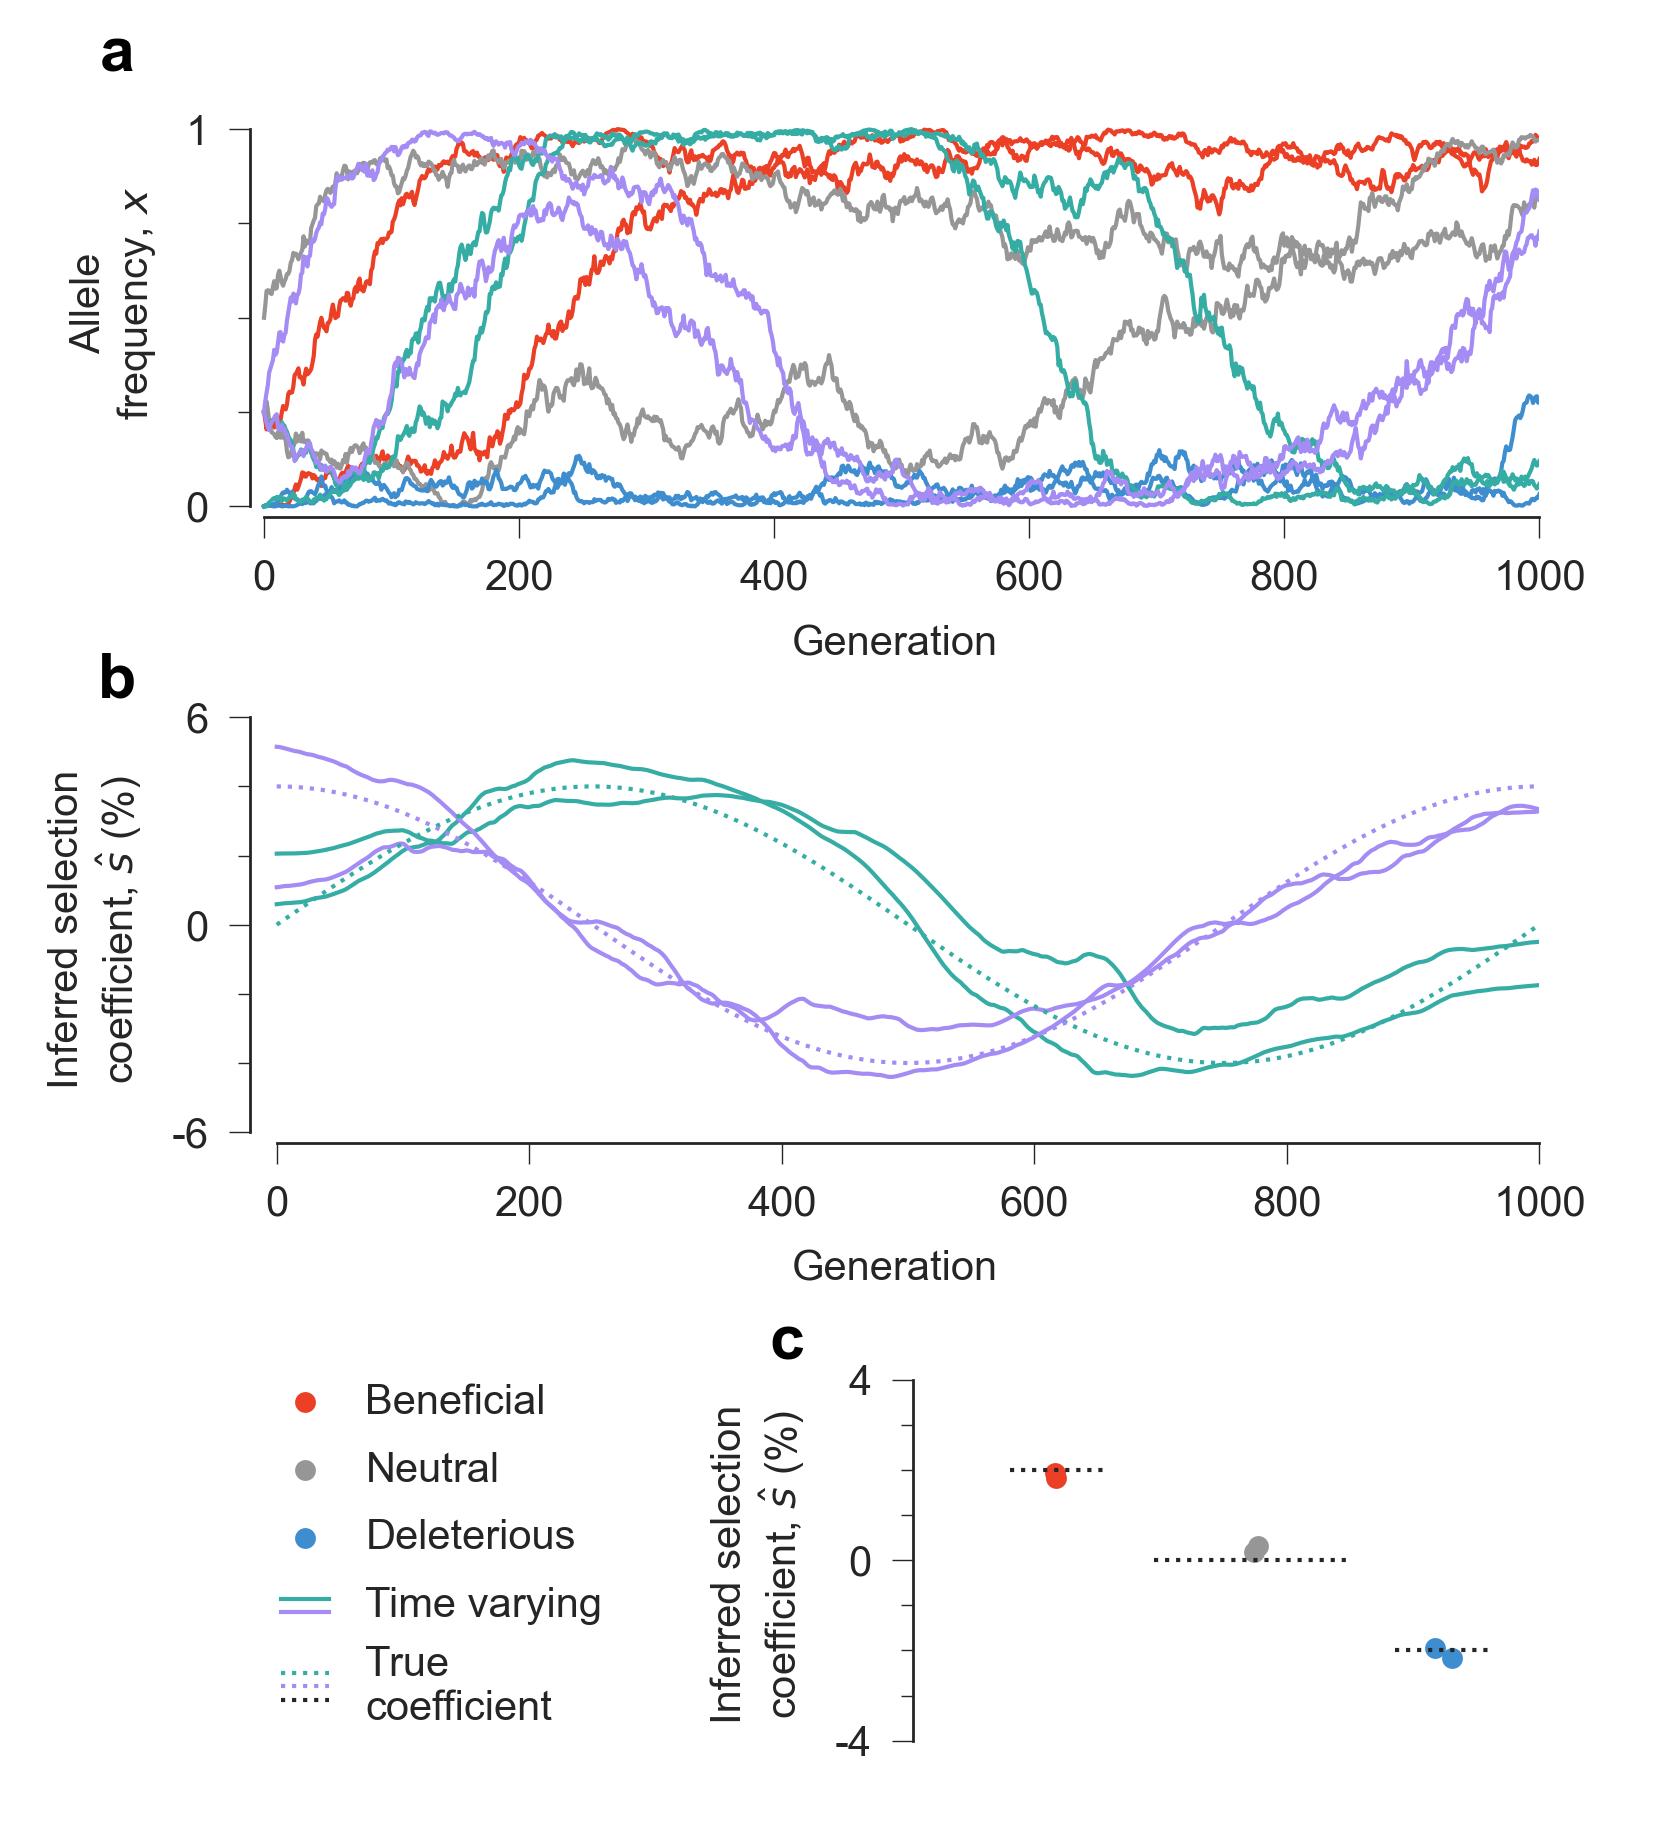 a
1
0
Allele
frequency, x
0 200 400 600 800 1000
Generation
b
6
0
-6
Inferred selection
coefficient, ŝ (%)
0 200 400 600 800 1000
Generation
Beneficial
Neutral
Deleterious
Time varying
True
coefficient
c
4
0
-4
Inferred selection
coefficient, ŝ (%)